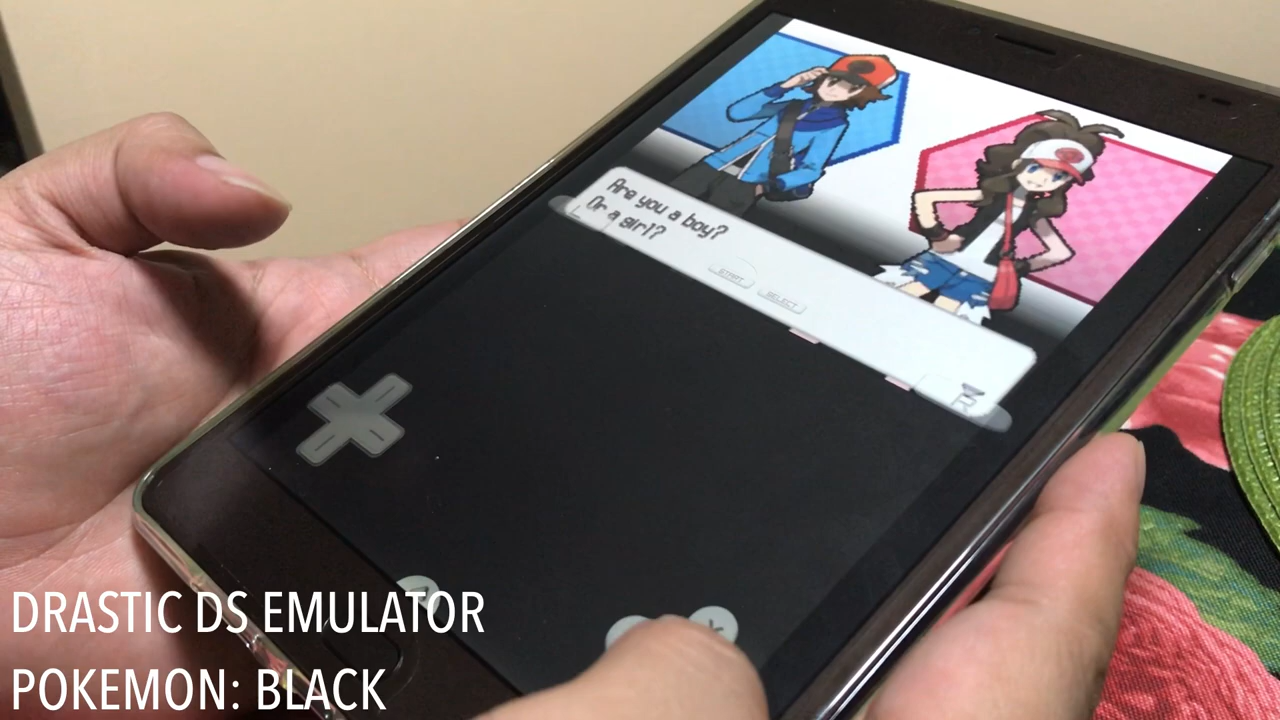 Are you a boy?
Or a girl?
L
START
SELECT
R
X
DRASTIC DS EMULATOR
POKEMON: BLACK